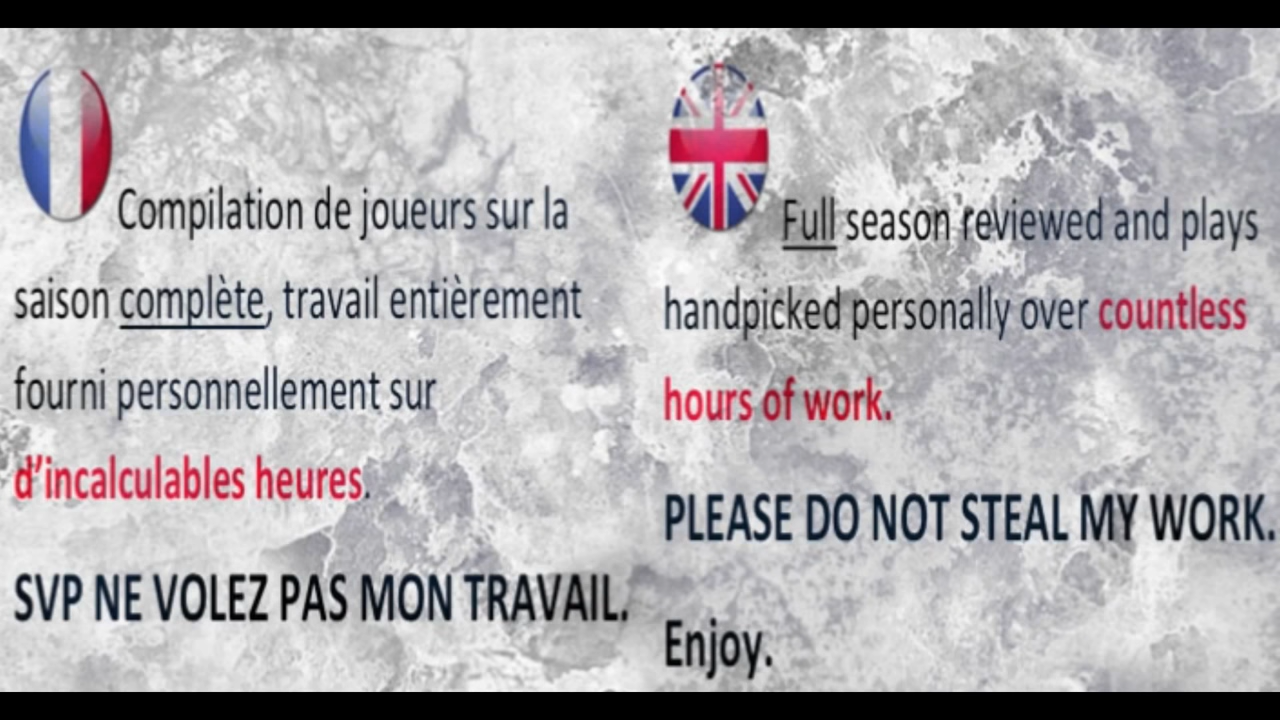 Compilation de joueurs sur la
saison complète, travail entièrement
fourni personnellement sur
d’incalculables heures.
SVP NE VOLEZ PAS MON TRAVAIL.
Full season reviewed and plays
handpicked personally over countless
hours of work.
PLEASE DO NOT STEAL MY WORK.
Enjoy.